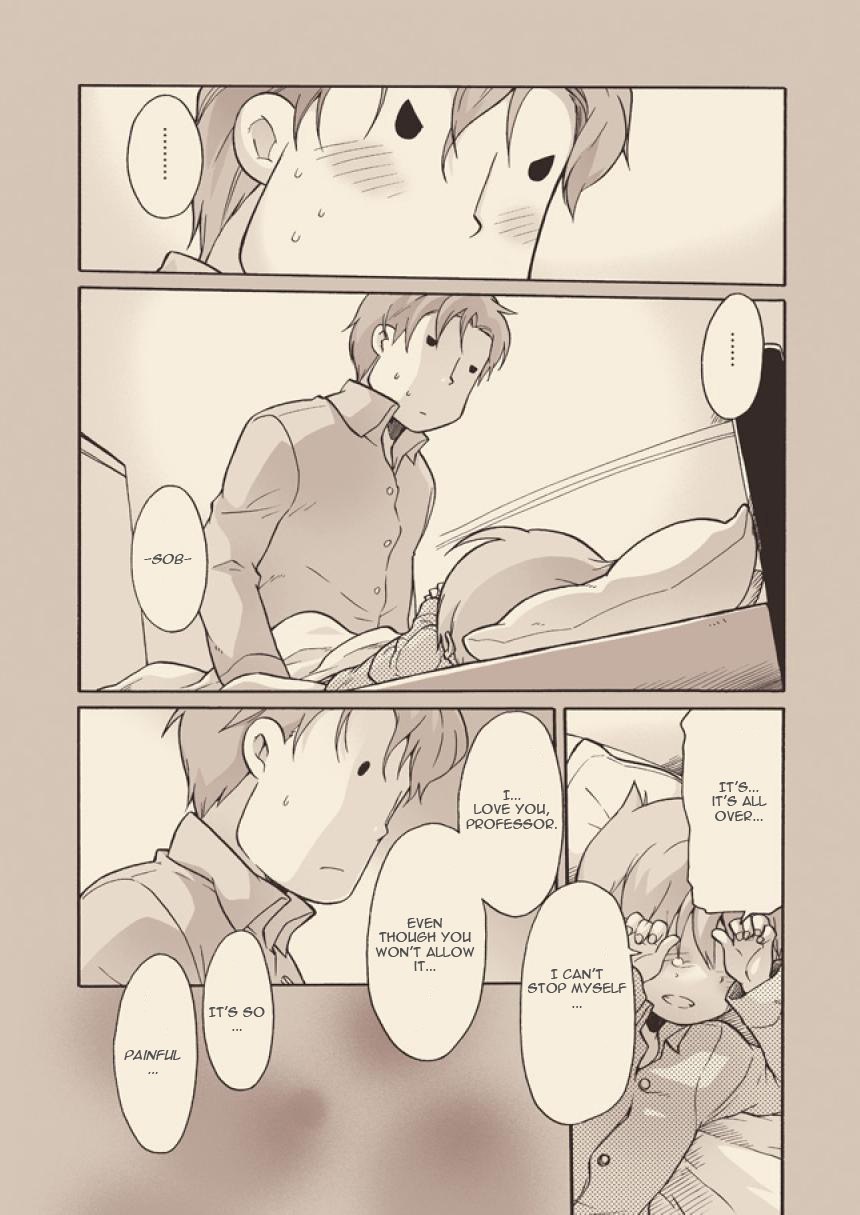 .........
......
-SOB-
IT'S...
IT'S ALL
OVER...
I CAN'T
STOP MYSELF
...
I...
LOVE YOU,
PROFESSOR.
EVEN
THOUGH YOU
WON'T ALLOW
IT...
IT'S SO
...
PAINFUL
...